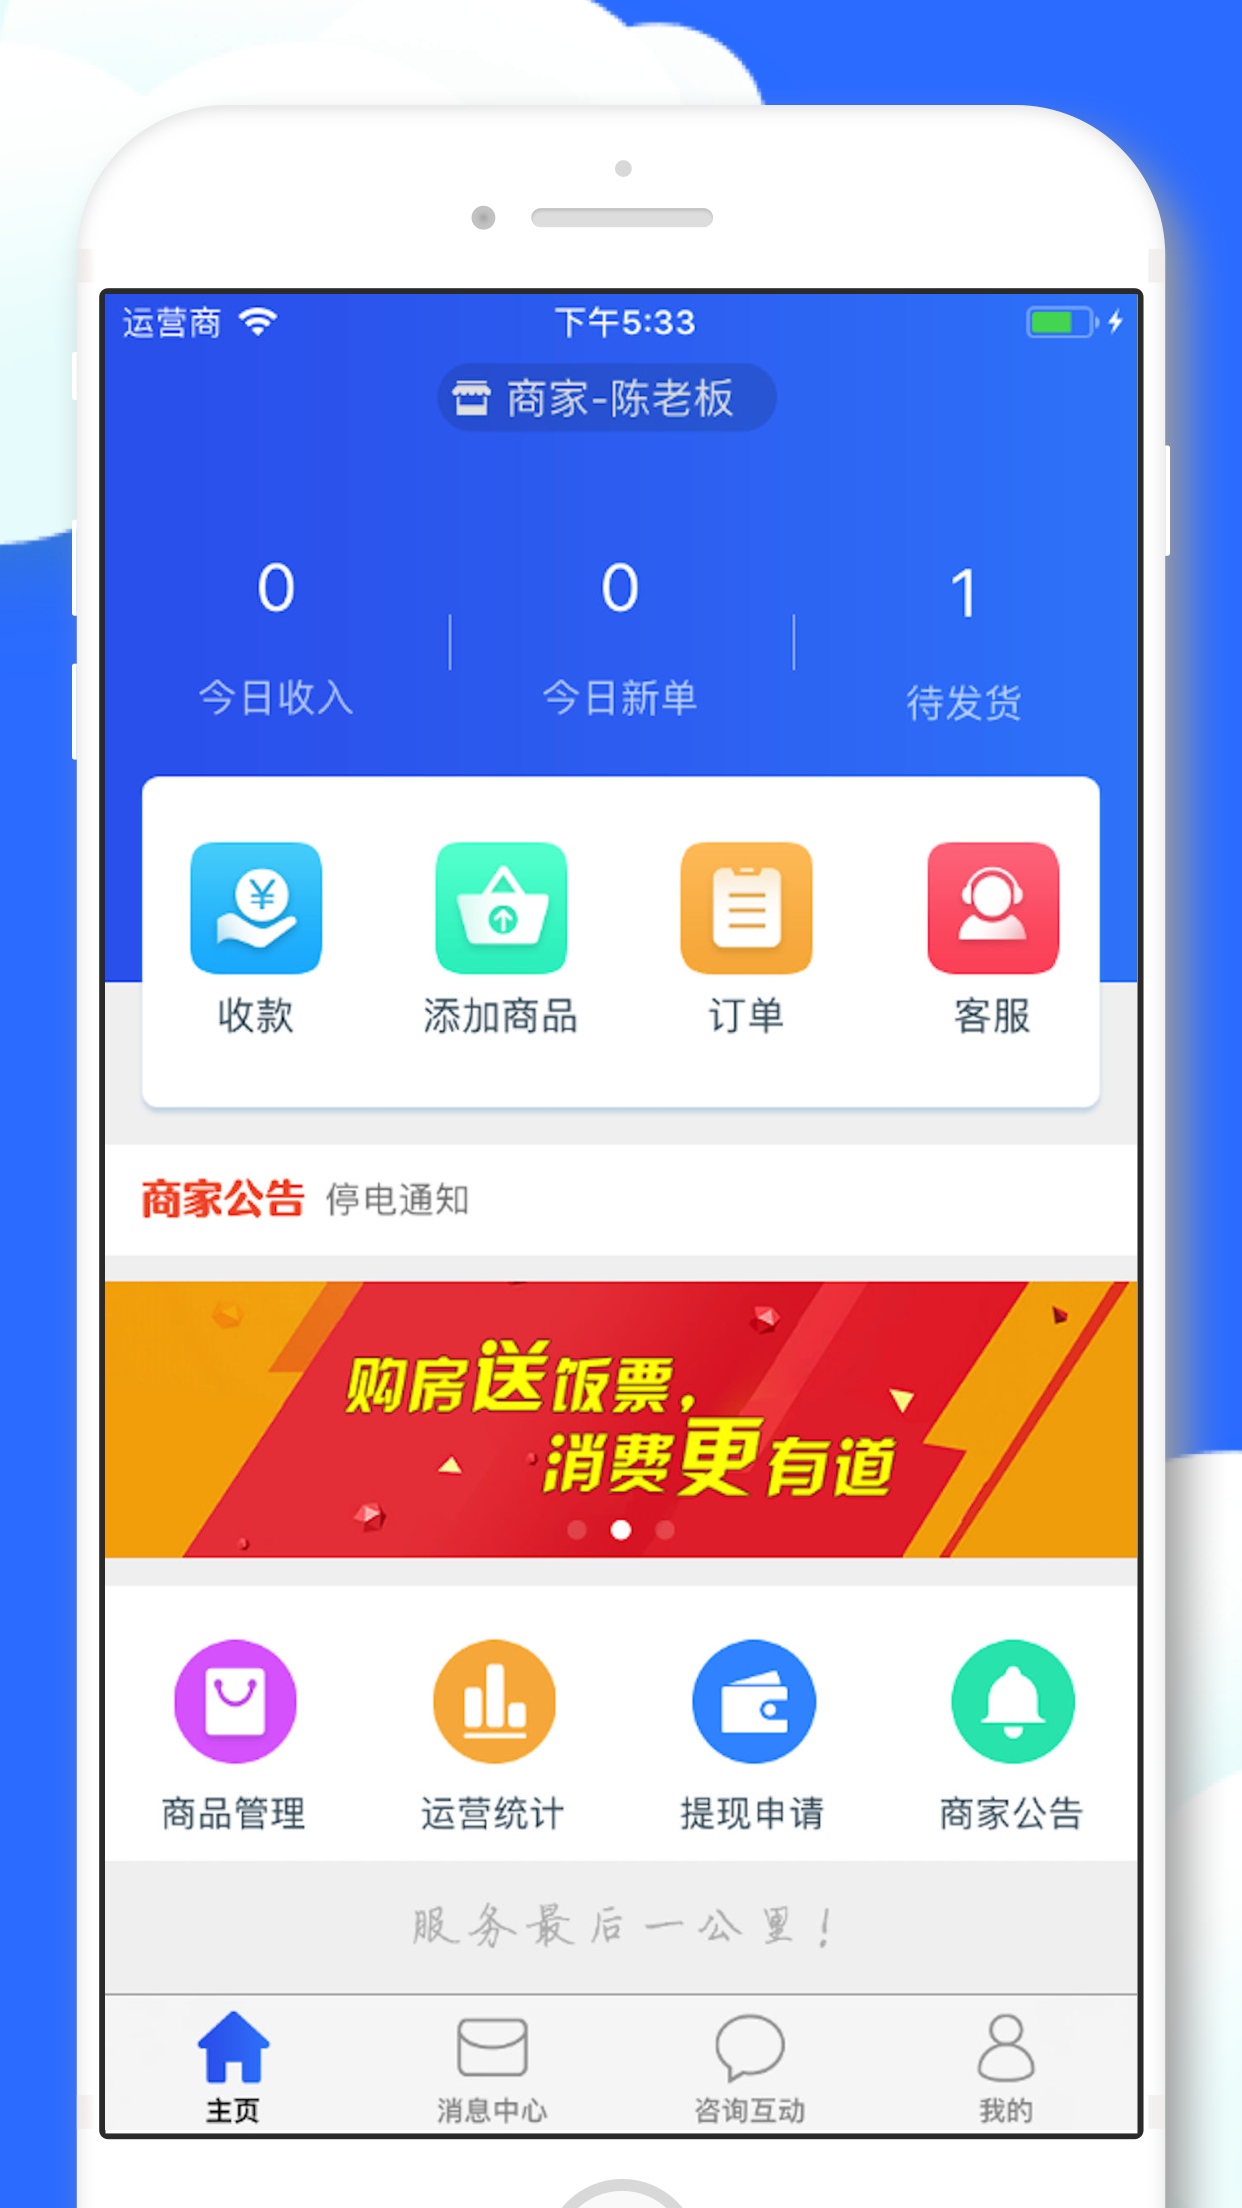 运营商 下午5:33
商家-陈老板
0 0 1
今日收入 今日新单 待发货
¥
收款 添加商品 订单 客服
商家公告 停电通知
购房送饭票,
消费更有道
商品管理 运营统计 提现申请 商家公告
服务最后一公里!
主页 消息中心 咨询互动 我的